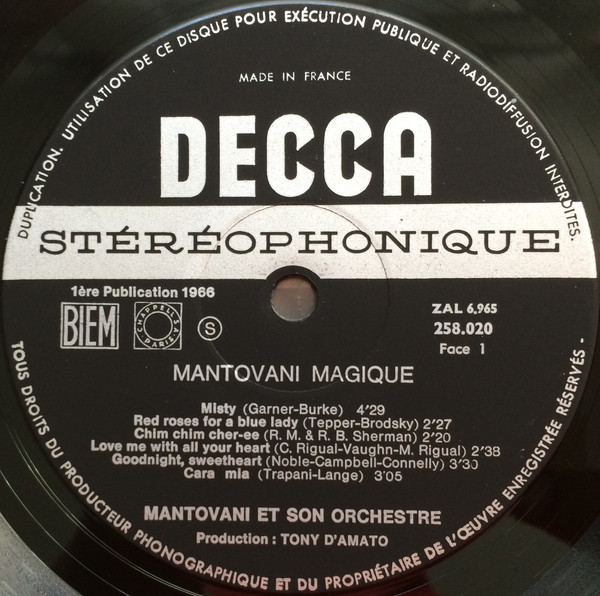 DUPLICATION. UTILISATION DE CE DISQUE POUR EXÉCUTION PUBLIQUE ET RADIODIFFUSION INTERDITES.
MADE IN FRANCE
DECCA
STÉRÉOPHONIQUE
1ère Publication 1966
BIEM
CHAPPELL S.A.
PARIS
S
ZAL 6,965
258.020
Face 1
MANTOVANI MAGIQUE
Misty (Garner-Burke) 4'29
Red roses for a blue lady (Tepper-Brodsky) 2'27
Chim chim cher-ee (R. M. & R. B. Sherman) 2'20
Love me with all your heart (C. Rigual-Vaughn-M. Rigual) 2'38
Goodnight, sweetheart (Noble-Campbell-Connelly) 3'30
Cara mia (Trapani-Lange) 3'05
MANTOVANI ET SON ORCHESTRE
Production : TONY D'AMATO
TOUS DROITS DU PRODUCTEUR PHONOGRAPHIQUE ET DU PROPRIÉTAIRE DE L'ŒUVRE ENREGISTRÉE RÉSERVÉS -